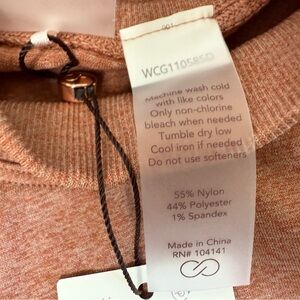 001
WCG110585D
Machine wash cold
with like colors
Only non-chlorine
bleach when needed
Tumble dry low
Cool iron if needed
Do not use softeners
55% Nylon
44% Polyester
1% Spandex
Made in China
RN# 104141